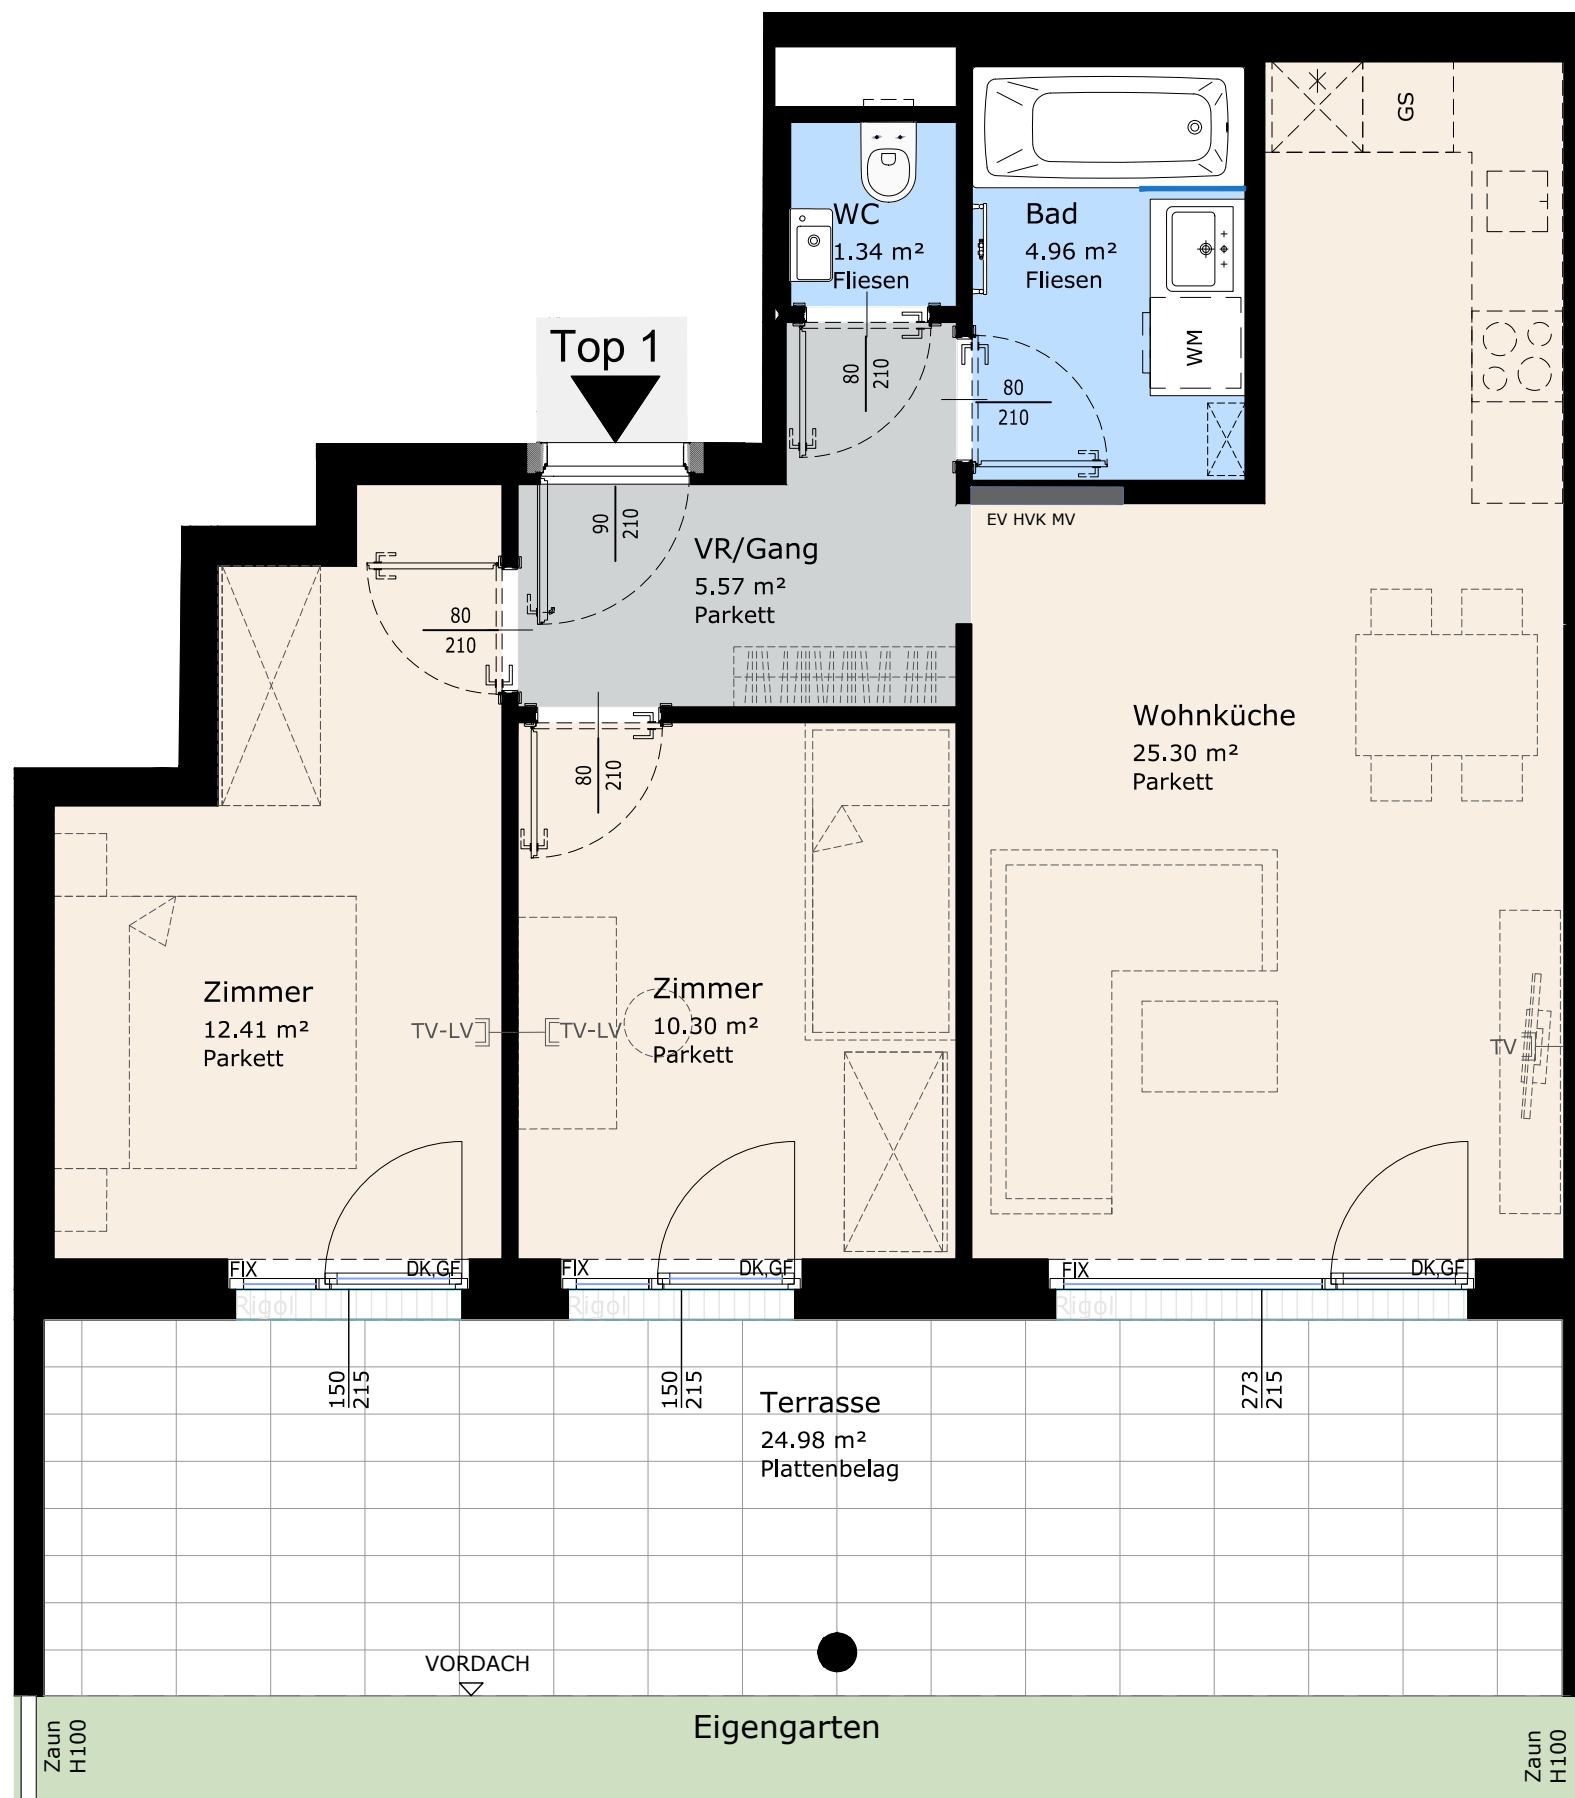 GS
WC
1.34 m²
Fliesen
Bad
4.96 m²
Fliesen
Top 1
WM
80
210
80
210
EV HVK MV
90
210
VR/Gang
5.57 m²
Parkett
80
210
80
210
Wohnküche
25.30 m²
Parkett
Zimmer
12.41 m²
Parkett
TV-LV
TV-LV
Zimmer
10.30 m²
Parkett
TV
FIX
DK,GF
FIX
DK,GF
FIX
DK,GF
Rigol
Rigol
Rigol
150
215
150
215
273
215
Terrasse
24.98 m²
Plattenbelag
VORDACH
Eigengarten
Zaun
H100
Zaun
H100